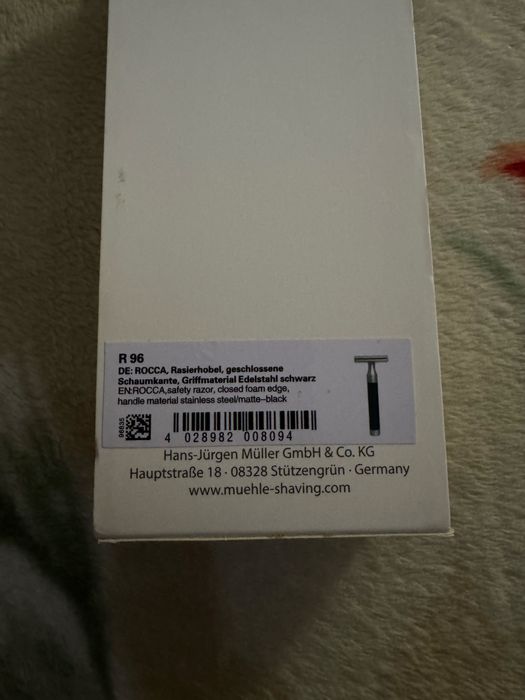 R 96
DE: ROCCA, Rasierhobel, geschlossene
Schaumkante, Griffmaterial Edelstahl schwarz
EN:ROCCA,safety razor, closed foam edge,
handle material stainless steel/matte–black
96835
4 028982 008094
Hans-Jürgen Müller GmbH & Co. KG
Hauptstraße 18 · 08328 Stützengrün · Germany
www.muehle-shaving.com